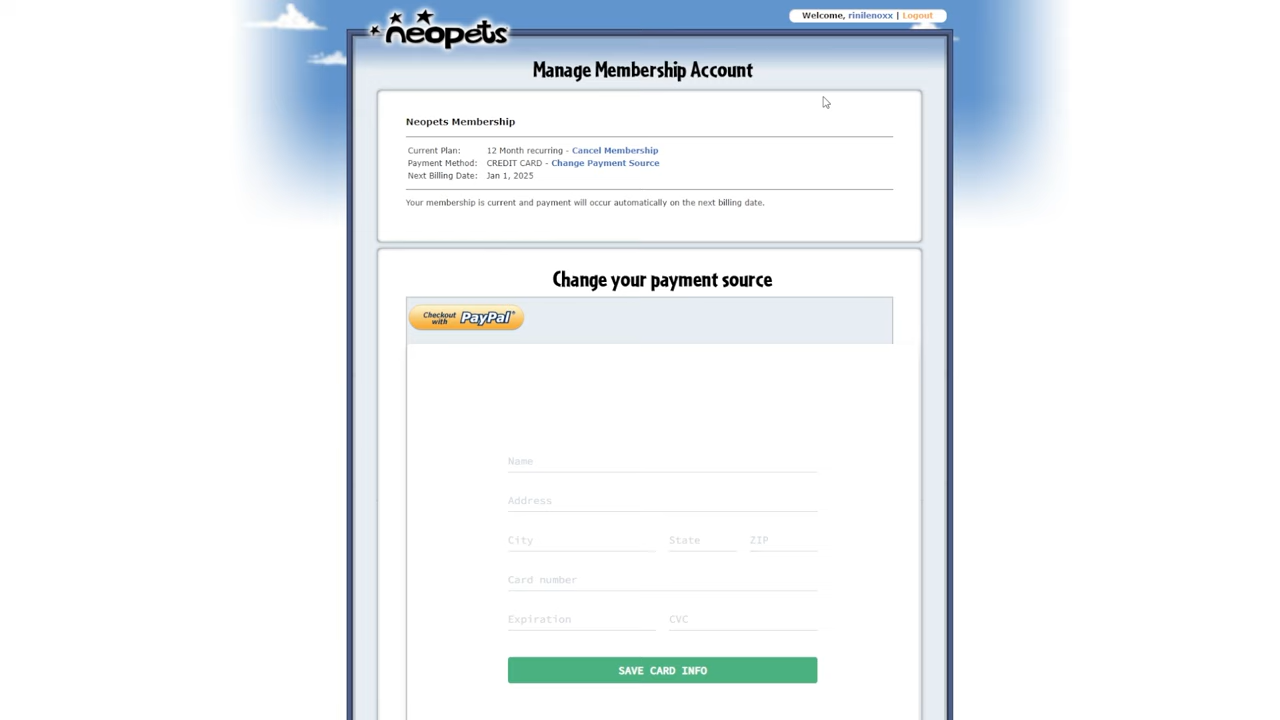 Welcome, rinilenoxx | Logout
neopets
Manage Membership Account
Neopets Membership
Current Plan: 12 Month recurring - Cancel Membership
Payment Method: CREDIT CARD - Change Payment Source
Next Billing Date: Jan 1, 2025
Your membership is current and payment will occur automatically on the next billing date.
Change your payment source
Checkout with PayPal
Name
Address
City State ZIP
Card number
Expiration CVC
SAVE CARD INFO